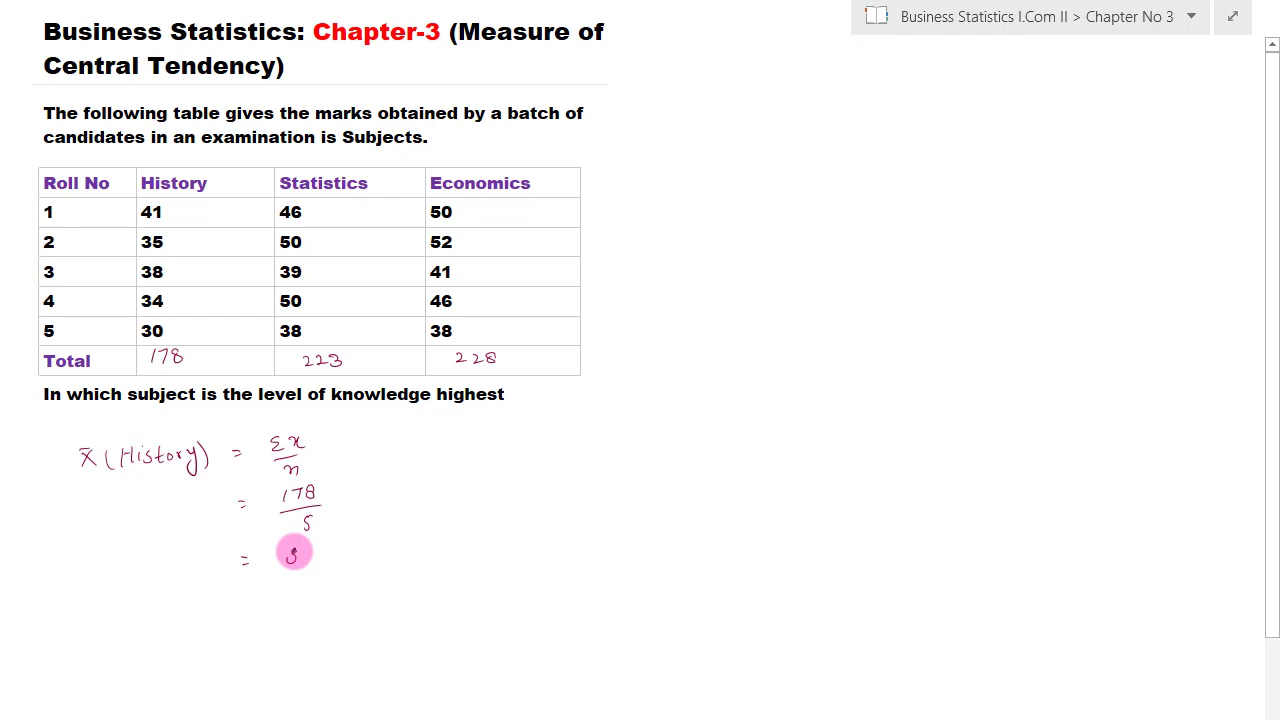 Business Statistics I.Com II > Chapter No 3
Business Statistics: Chapter-3 (Measure of
Central Tendency)
The following table gives the marks obtained by a batch of
candidates in an examination is Subjects.
Roll No History Statistics Economics
1 41 46 50
2 35 50 52
3 38 39 41
4 34 50 46
5 30 38 38
Total 178 223 228
In which subject is the level of knowledge highest
x̄ (History) = Σx
n
= 178
5
= 3